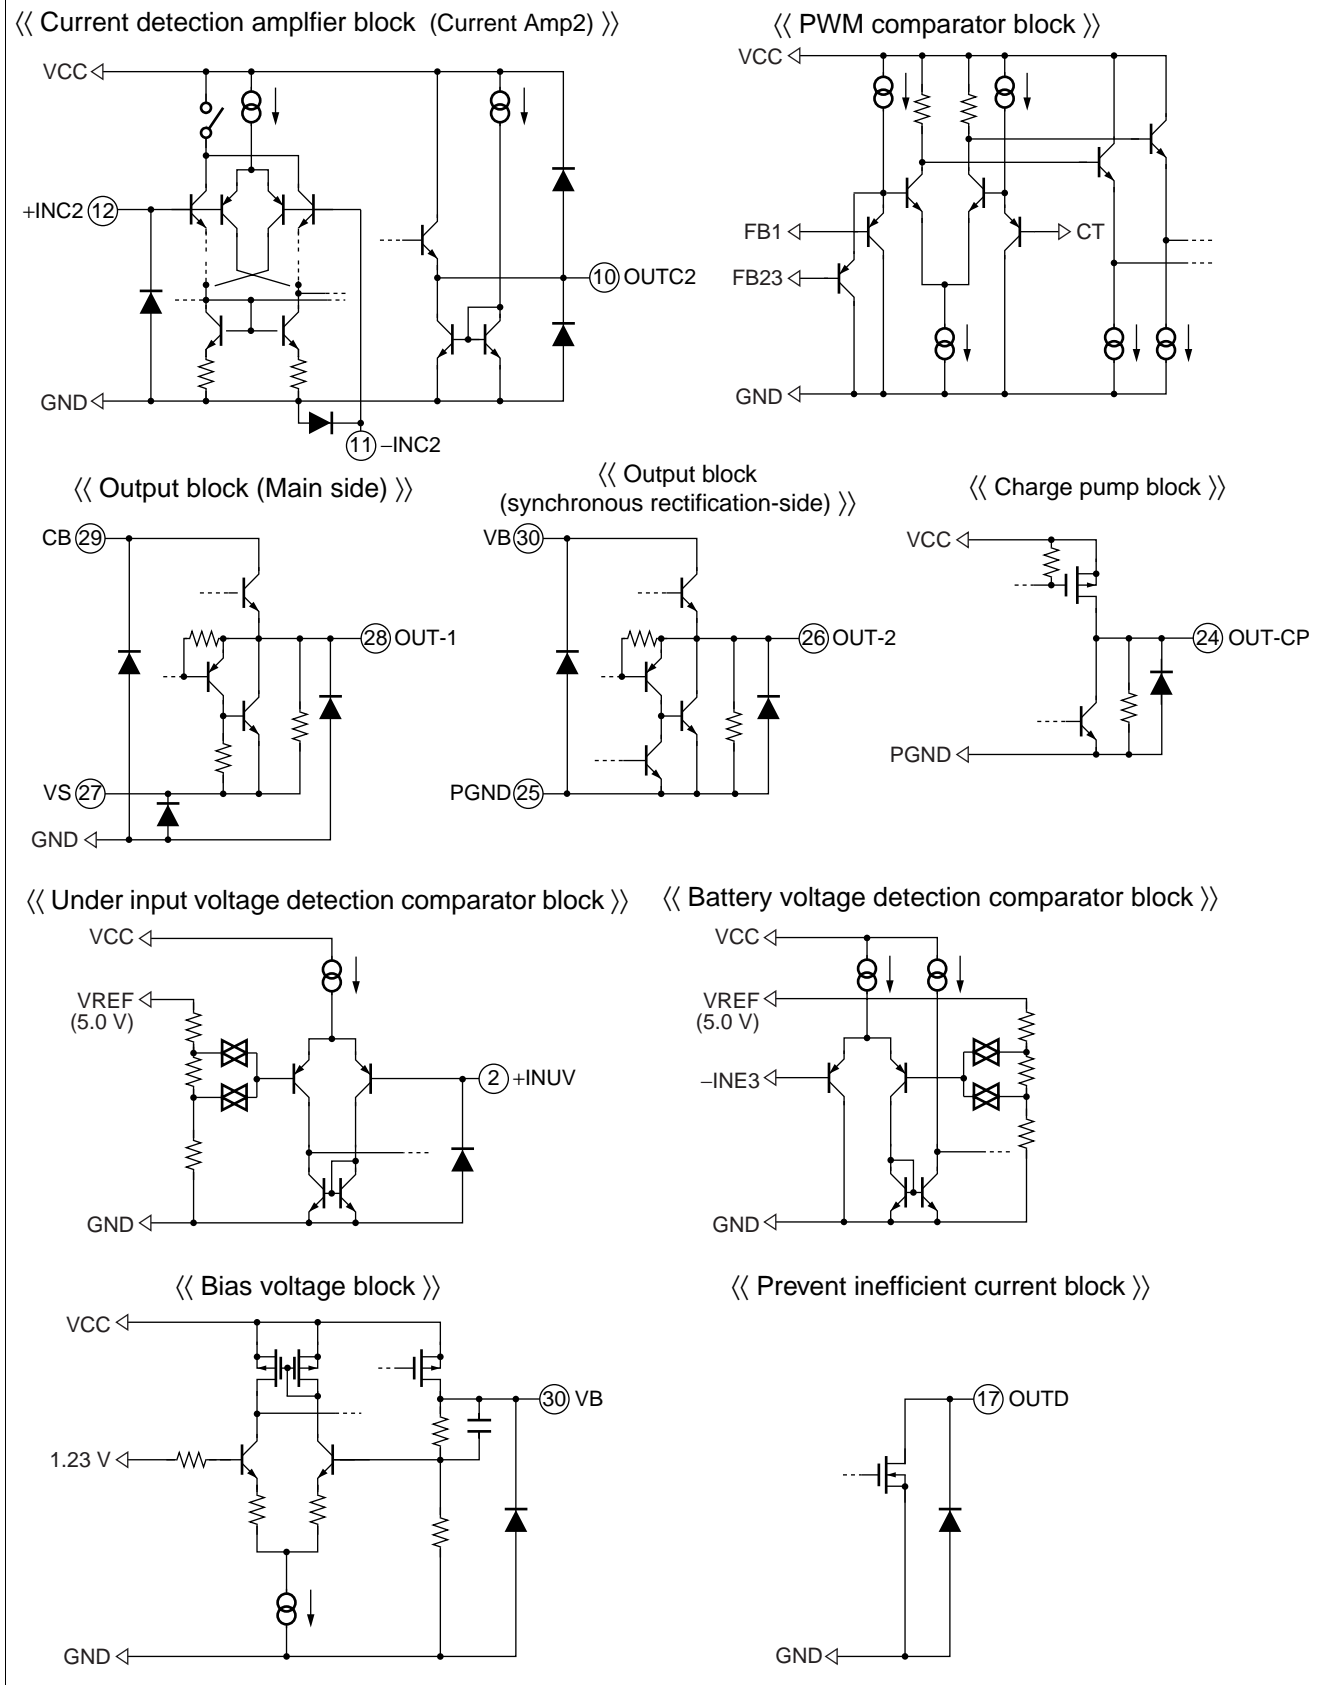 ⟨⟨ Current detection amplfier block (Current Amp2) ⟩⟩
VCC
+INC2 12
10 OUTC2
GND
11 –INC2
⟨⟨ PWM comparator block ⟩⟩
VCC
FB1
CT
FB23
GND
⟨⟨ Output block (Main side) ⟩⟩
CB 29
28 OUT-1
VS 27
GND
⟨⟨ Output block
(synchronous rectification-side) ⟩⟩
VB 30
26 OUT-2
PGND 25
⟨⟨ Charge pump block ⟩⟩
VCC
24 OUT-CP
PGND
⟨⟨ Under input voltage detection comparator block ⟩⟩
VCC
VREF
(5.0 V)
2 +INUV
GND
⟨⟨ Battery voltage detection comparator block ⟩⟩
VCC
VREF
(5.0 V)
–INE3
GND
⟨⟨ Bias voltage block ⟩⟩
VCC
30 VB
1.23 V
GND
⟨⟨ Prevent inefficient current block ⟩⟩
17 OUTD
GND